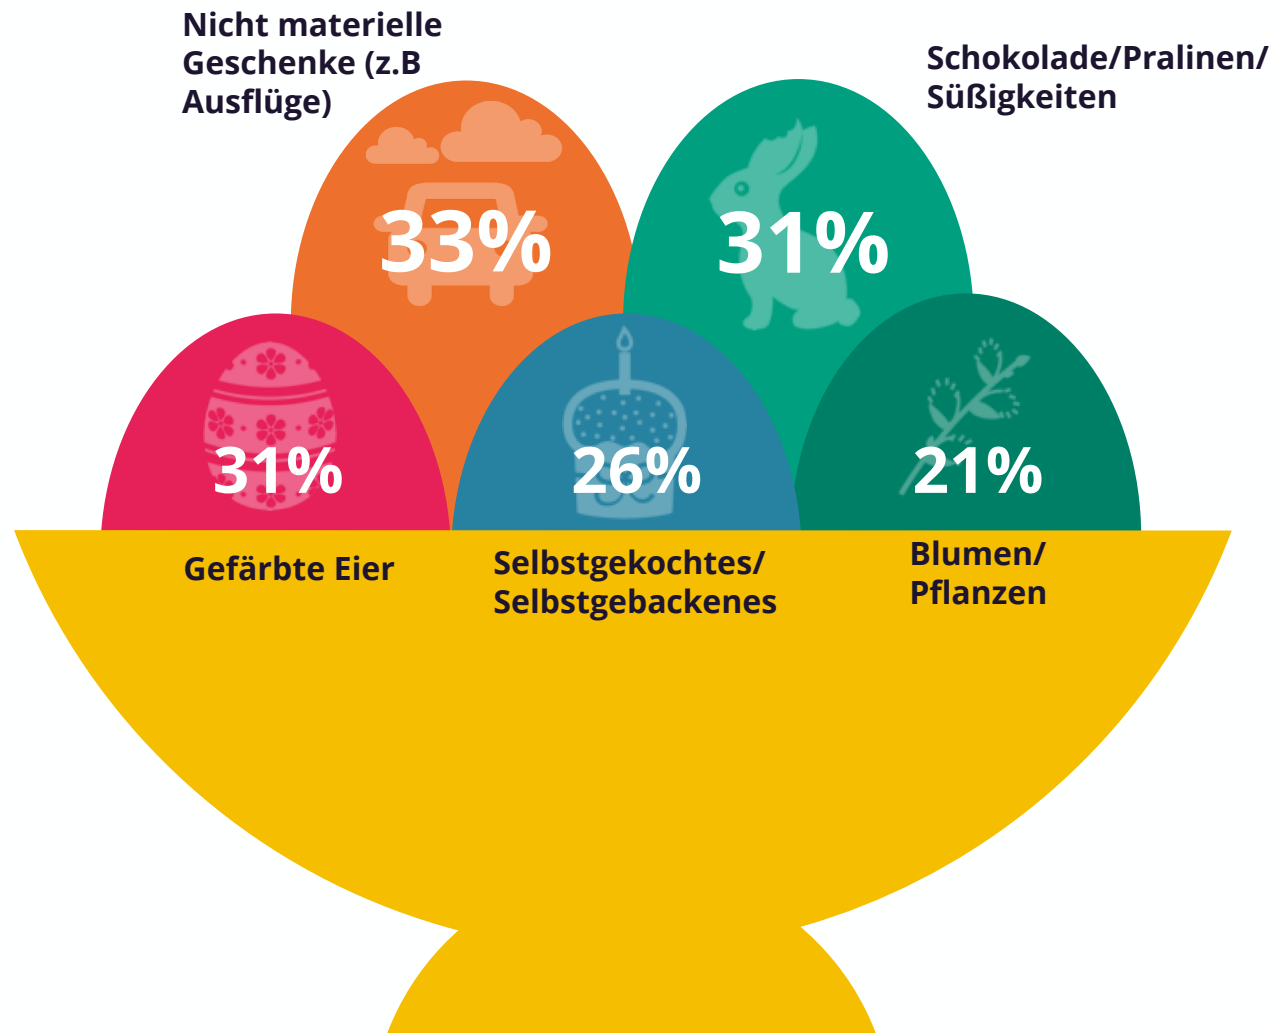 Nicht materielle
Geschenke (z.B
Ausflüge)
Schokolade/Pralinen/
Süßigkeiten
33%
31%
31%
26%
21%
Gefärbte Eier
Selbstgekochtes/
Selbstgebackenes
Blumen/
Pflanzen